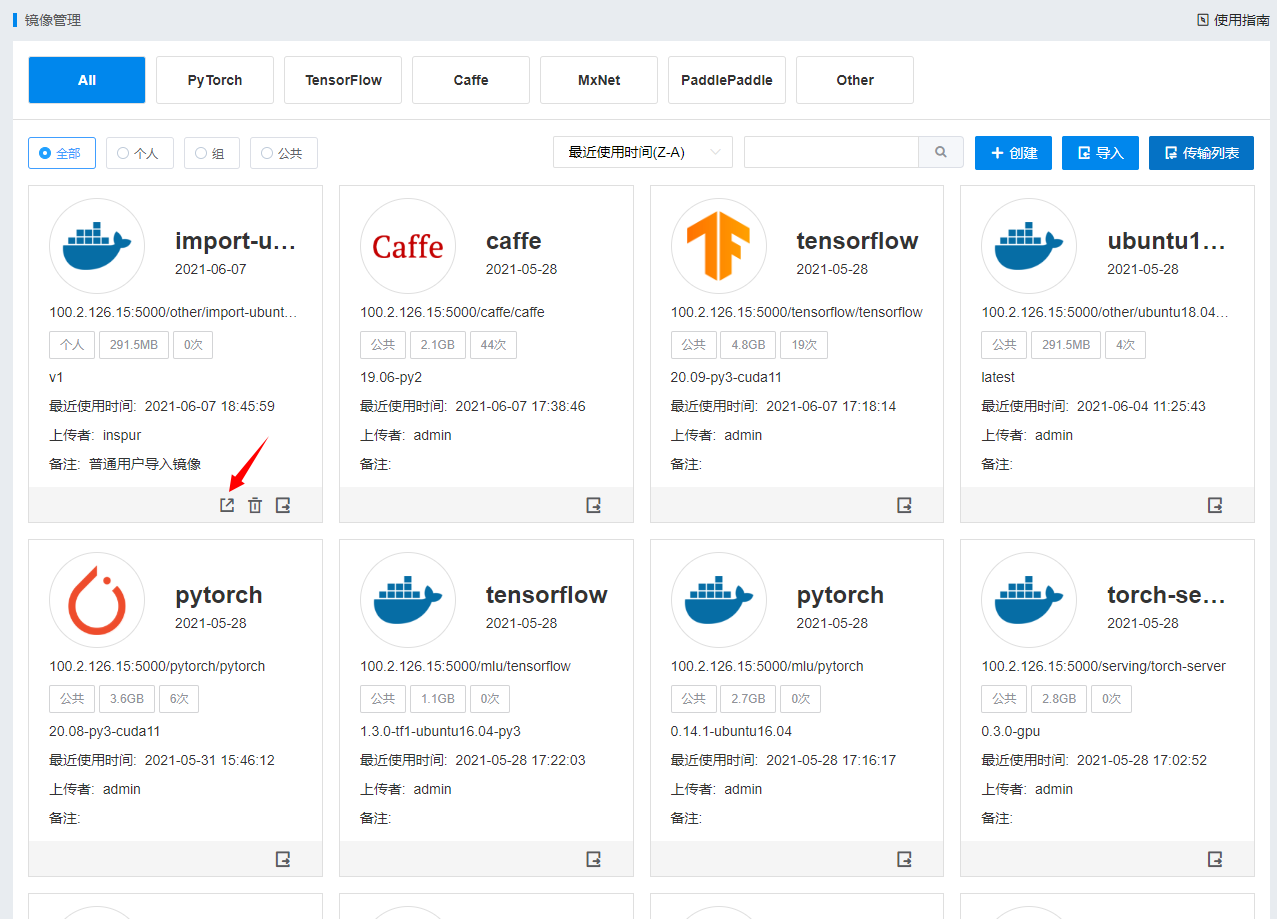 镜像管理
使用指南
All
PyTorch
TensorFlow
Caffe
MxNet
PaddlePaddle
Other
全部
个人
组
公共
最近使用时间(Z-A)
创建
导入
传输列表
import-u...
2021-06-07
100.2.126.15:5000/other/import-ubunt...
个人
291.5MB
0次
v1
最近使用时间: 2021-06-07 18:45:59
上传者: inspur
备注: 普通用户导入镜像
Caffe
caffe
2021-05-28
100.2.126.15:5000/caffe/caffe
公共
2.1GB
44次
19.06-py2
最近使用时间: 2021-06-07 17:38:46
上传者: admin
备注:
tensorflow
2021-05-28
100.2.126.15:5000/tensorflow/tensorflow
公共
4.8GB
19次
20.09-py3-cuda11
最近使用时间: 2021-06-07 17:18:14
上传者: admin
备注:
ubuntu1...
2021-05-28
100.2.126.15:5000/other/ubuntu18.04...
公共
291.5MB
4次
latest
最近使用时间: 2021-06-04 11:25:43
上传者: admin
备注:
pytorch
2021-05-28
100.2.126.15:5000/pytorch/pytorch
公共
3.6GB
6次
20.08-py3-cuda11
最近使用时间: 2021-05-31 15:46:12
上传者: admin
备注:
tensorflow
2021-05-28
100.2.126.15:5000/mlu/tensorflow
公共
1.1GB
0次
1.3.0-tf1-ubuntu16.04-py3
最近使用时间: 2021-05-28 17:22:03
上传者: admin
备注:
pytorch
2021-05-28
100.2.126.15:5000/mlu/pytorch
公共
2.7GB
0次
0.14.1-ubuntu16.04
最近使用时间: 2021-05-28 17:16:17
上传者: admin
备注:
torch-se...
2021-05-28
100.2.126.15:5000/serving/torch-server
公共
2.8GB
0次
0.3.0-gpu
最近使用时间: 2021-05-28 17:02:52
上传者: admin
备注: